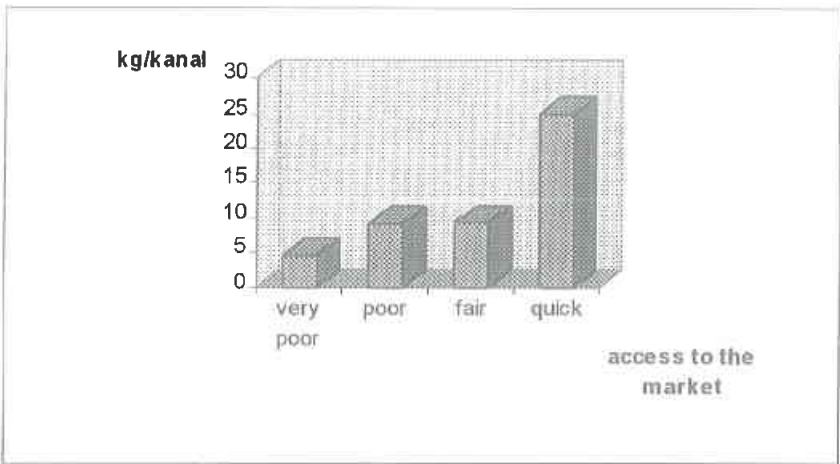 kg/kanal
30
25
20
15
10
5
0
very poor fair quick
poor
access to the
market